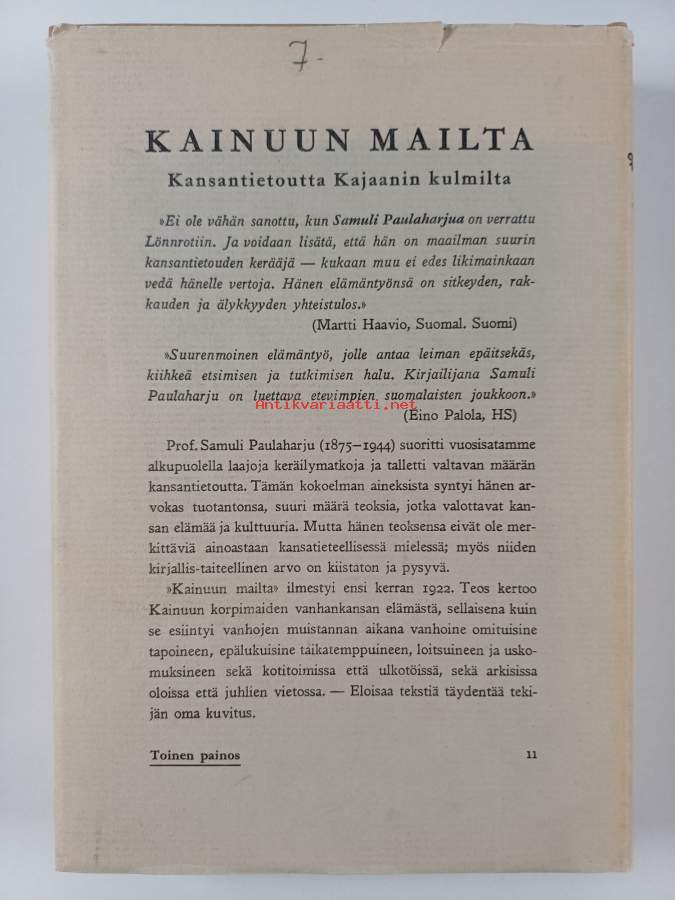 7-
KAINUUN MAILTA
Kansantietoutta Kajaanin kulmilta
»Ei ole vähän sanottu, kun Samuli Paulaharjua on verrattu
Lönnrotiin. Ja voidaan lisätä, että hän on maailman suurin
kansantietouden kerääjä — kukaan muu ei edes likimainkaan
vedä hänelle vertoja. Hänen elämäntyönsä on sitkeyden, rak-
kauden ja älykkyyden yhteistulos.»
(Martti Haavio, Suomal. Suomi)
»Suurenmoinen elämäntyö, jolle antaa leiman epäitsekäs,
kiihkeä etsimisen ja tutkimisen halu. Kirjailijana Samuli
Paulaharju on luettava etevimpien suomalaisten joukkoon.»
Antikvariaatti.net
(Eino Palola, HS)
Prof. Samuli Paulaharju (1875—1944) suoritti vuosisatamme
alkupuolella laajoja keräilymatkoja ja talletti valtavan määrän
kansantietoutta. Tämän kokoelman aineksista syntyi hänen ar-
vokas tuotantonsa, suuri määrä teoksia, jotka valottavat kan-
san elämää ja kulttuuria. Mutta hänen teoksensa eivät ole mer-
kittäviä ainoastaan kansatieteellisessä mielessä; myös niiden
kirjallis-taiteellinen arvo on kiistaton ja pysyvä.
»Kainuun mailta» ilmestyi ensi kerran 1922. Teos kertoo
Kainuun korpimaiden vanhankansan elämästä, sellaisena kuin
se esiintyi vanhojen muistannan aikana vanhoine omituisine
tapoineen, epälukuisine taikatemppuineen, loitsuineen ja usko-
muksineen sekä kotitoimissa että ulkotöissä, sekä arkisissa
oloissa että juhlien vietossa. — Eloisaa tekstiä täydentää teki-
jän oma kuvitus.
Toinen painos 11